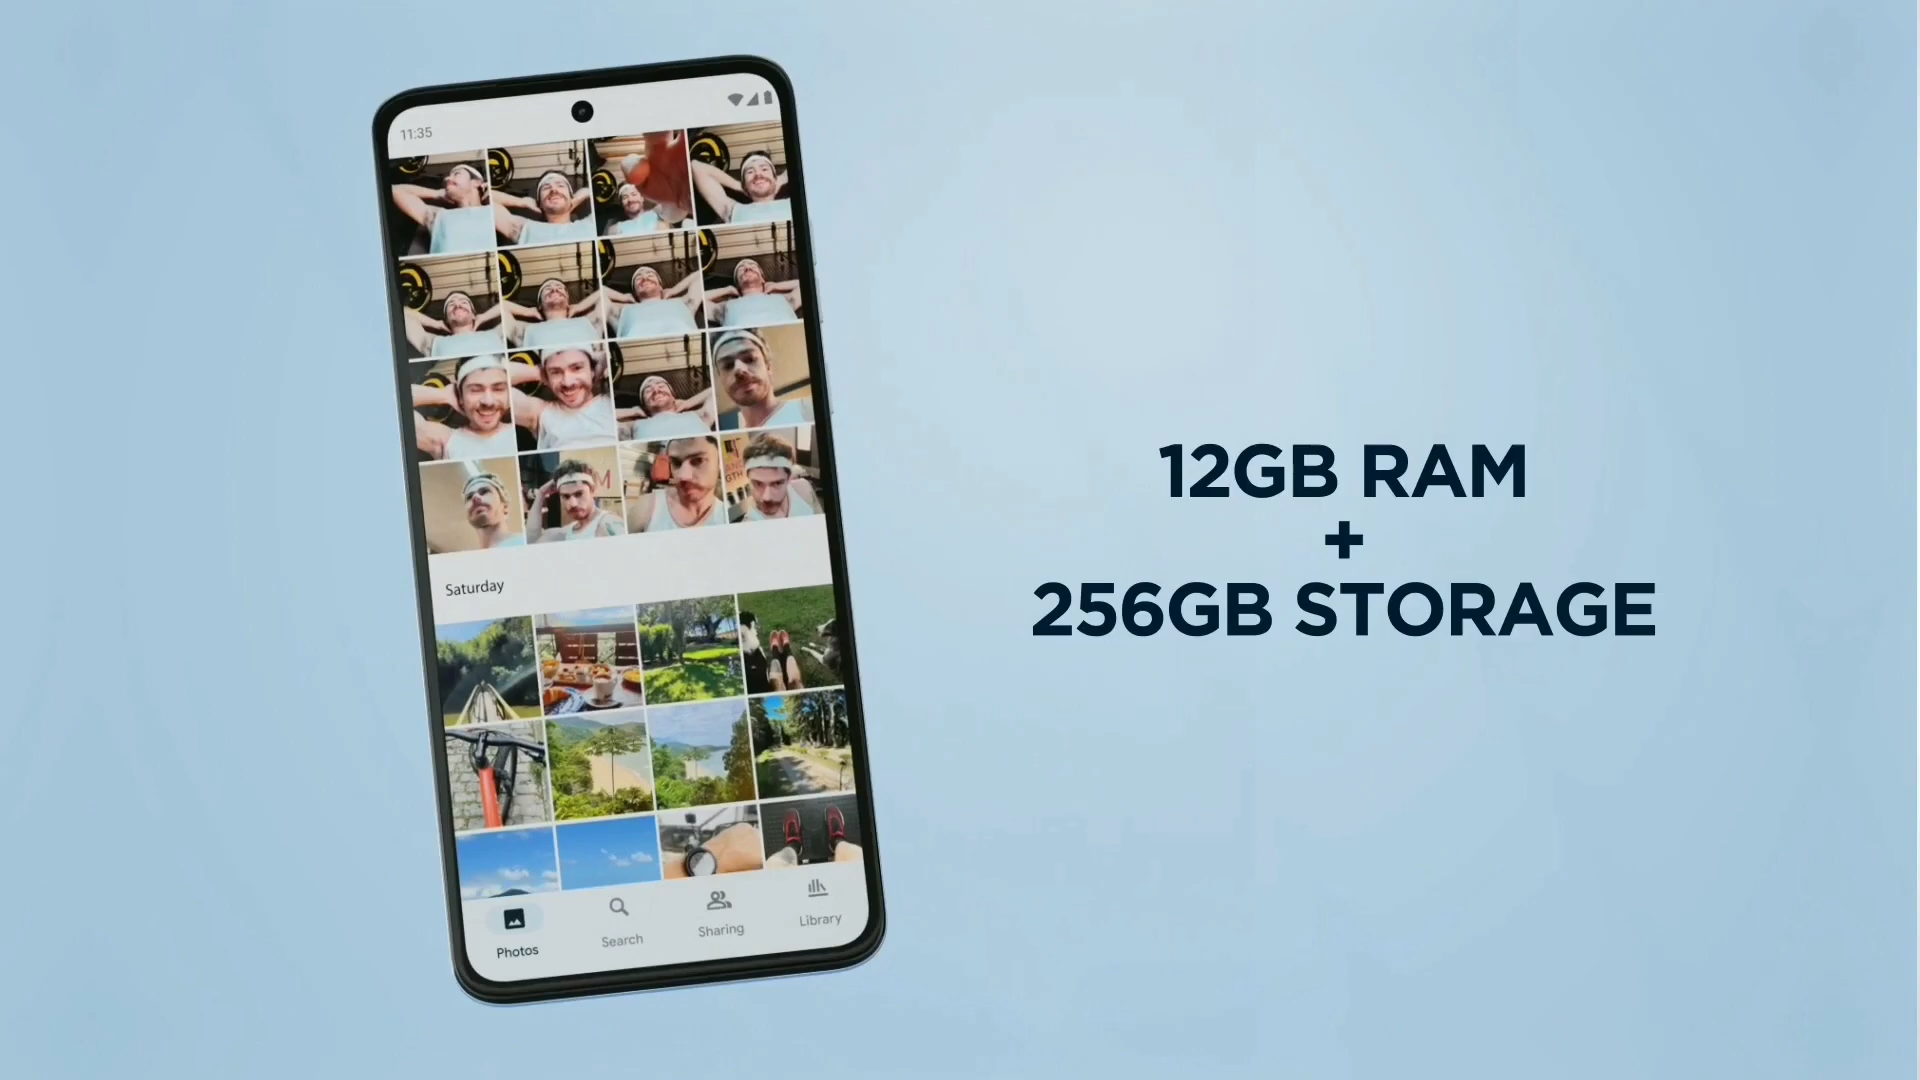 11:35
12GB RAM
+
256GB STORAGE
Saturday
Photos
Search
Sharing
Library